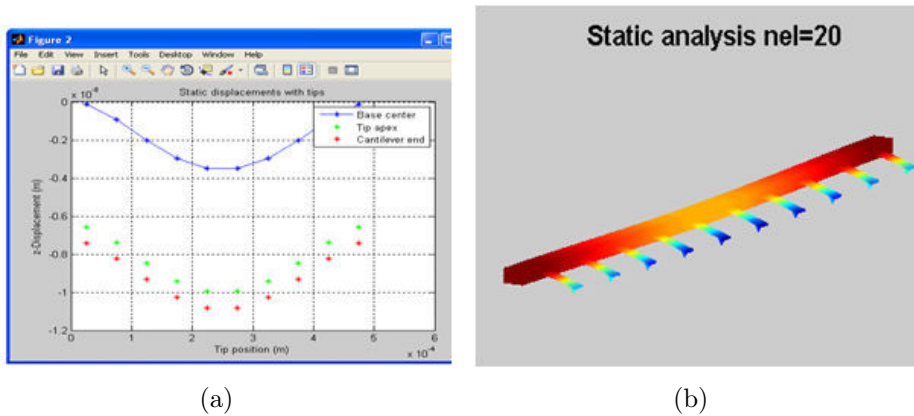 Figure 2
File Edit View Insert Tools Desktop Window Help
Static displacements with tips
x 10⁻⁸
Base center
Tip apex
Cantilever end
z-Displacement (m)
0
-0.2
-0.4
-0.6
-0.8
-1
-1.2
0 1 2 3 4 5 6
Tip position (m)
x 10⁻⁴
(a)
Static analysis nel=20
(b)